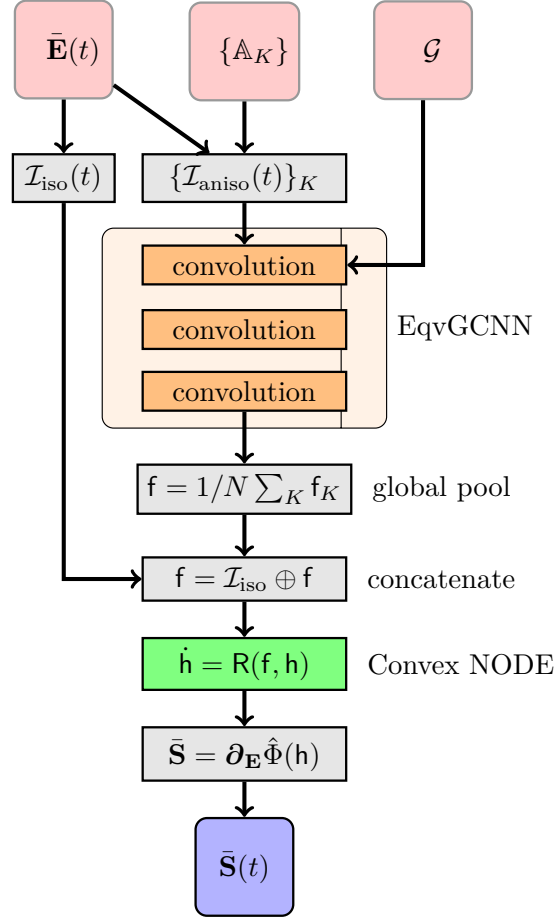 Ē(t)
{𝔸_K}
𝒢
ℐ_iso(t)
{ℐ_aniso(t)}_K
convolution
convolution
EqvGCNN
convolution
f = 1/N ∑_K f_K
global pool
f = ℐ_iso ⊕ f
concatenate
ḣ = R(f, h)
Convex NODE
S̄ = ∂_E Φ̂(h)
S̄(t)